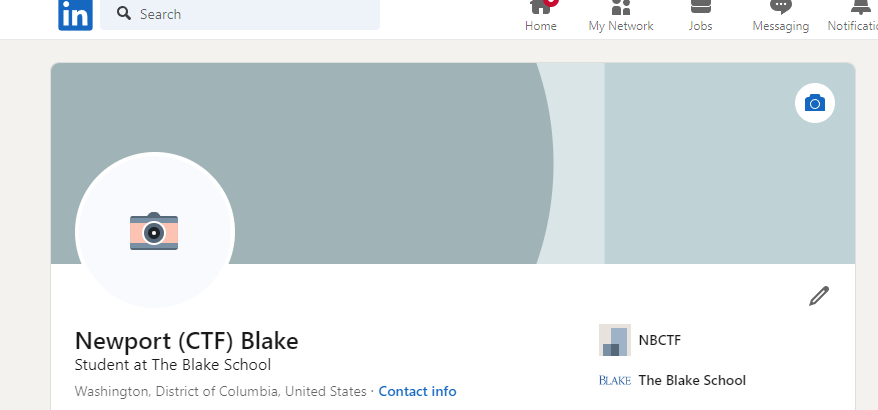 in Search
Home My Network Jobs Messaging
Newport (CTF) Blake
Student at The Blake School
Washington, District of Columbia, United States · Contact info
NBCTF
BLAKE The Blake School